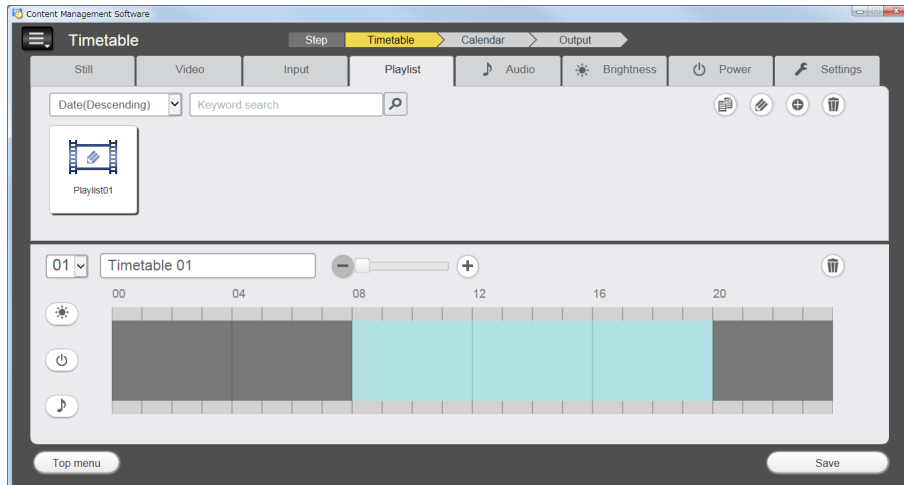 Content Management Software
Timetable
Step Timetable Calendar Output
Still Video Input Playlist Audio Brightness Power Settings
Date(Descending) Keyword search
Playlist01
01 Timetable 01
00 04 08 12 16 20
Top menu Save